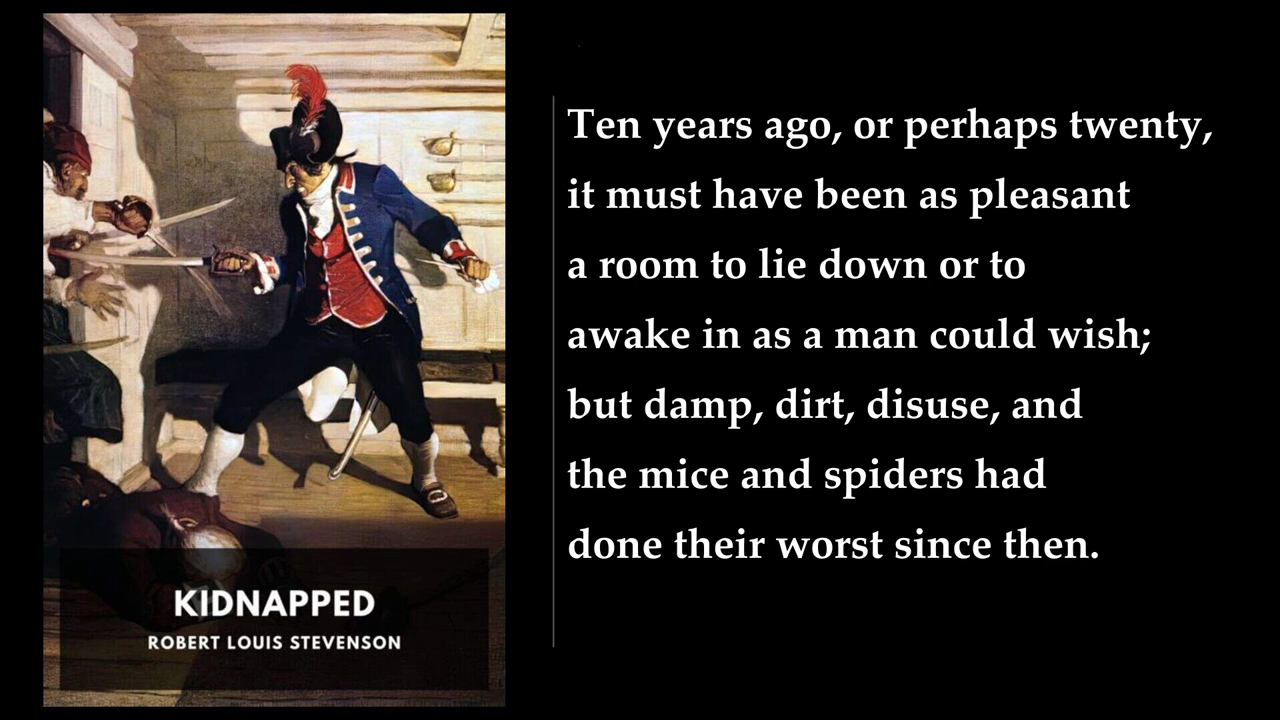 KIDNAPPED
ROBERT LOUIS STEVENSON
Ten years ago, or perhaps twenty,
it must have been as pleasant
a room to lie down or to
awake in as a man could wish;
but damp, dirt, disuse, and
the mice and spiders had
done their worst since then.